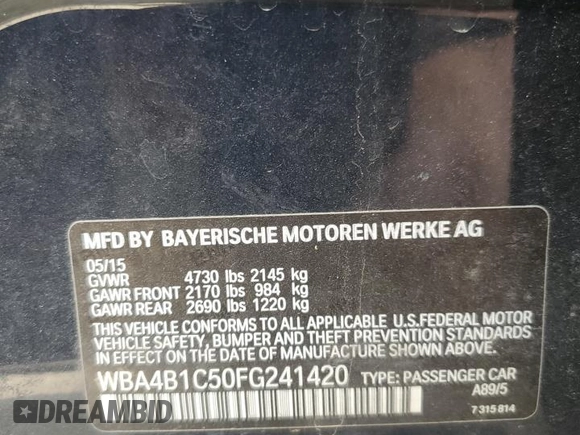 MFD BY BAYERISCHE MOTOREN WERKE AG
05/15
GVWR 4730 lbs 2145 kg
GAWR FRONT 2170 lbs 984 kg
GAWR REAR 2690 lbs 1220 kg
THIS VEHICLE CONFORMS TO ALL APPLICABLE U.S.FEDERAL MOTOR
VEHICLE SAFETY, BUMPER AND THEFT PREVENTION STANDARDS
IN EFFECT ON THE DATE OF MANUFACTURE SHOWN ABOVE.
WBA4B1C50FG241420 TYPE: PASSENGER CAR
A89/5
7 315 814
DREAMBID